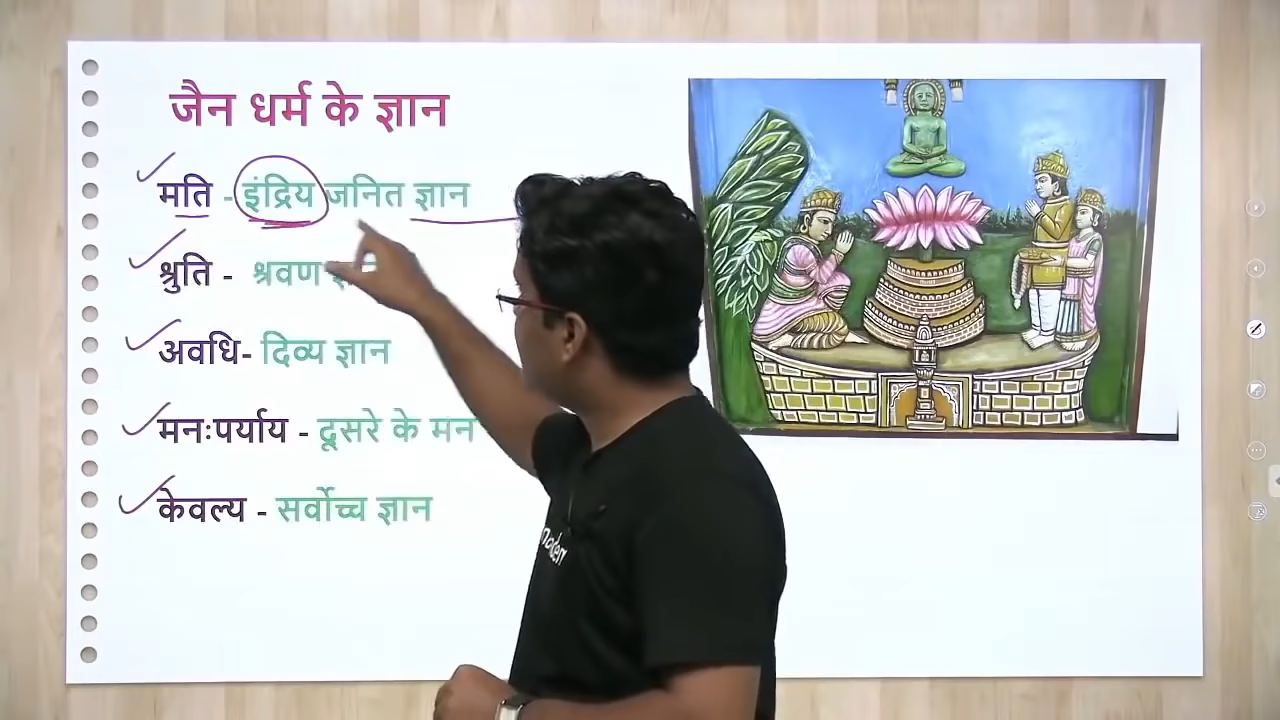 जैन धर्म के ज्ञान
मति - इंद्रिय जनित ज्ञान
श्रुति - श्रवण
अवधि- दिव्य ज्ञान
मनःपर्याय - दूसरे के मन
केवल्य - सर्वोच्च ज्ञान